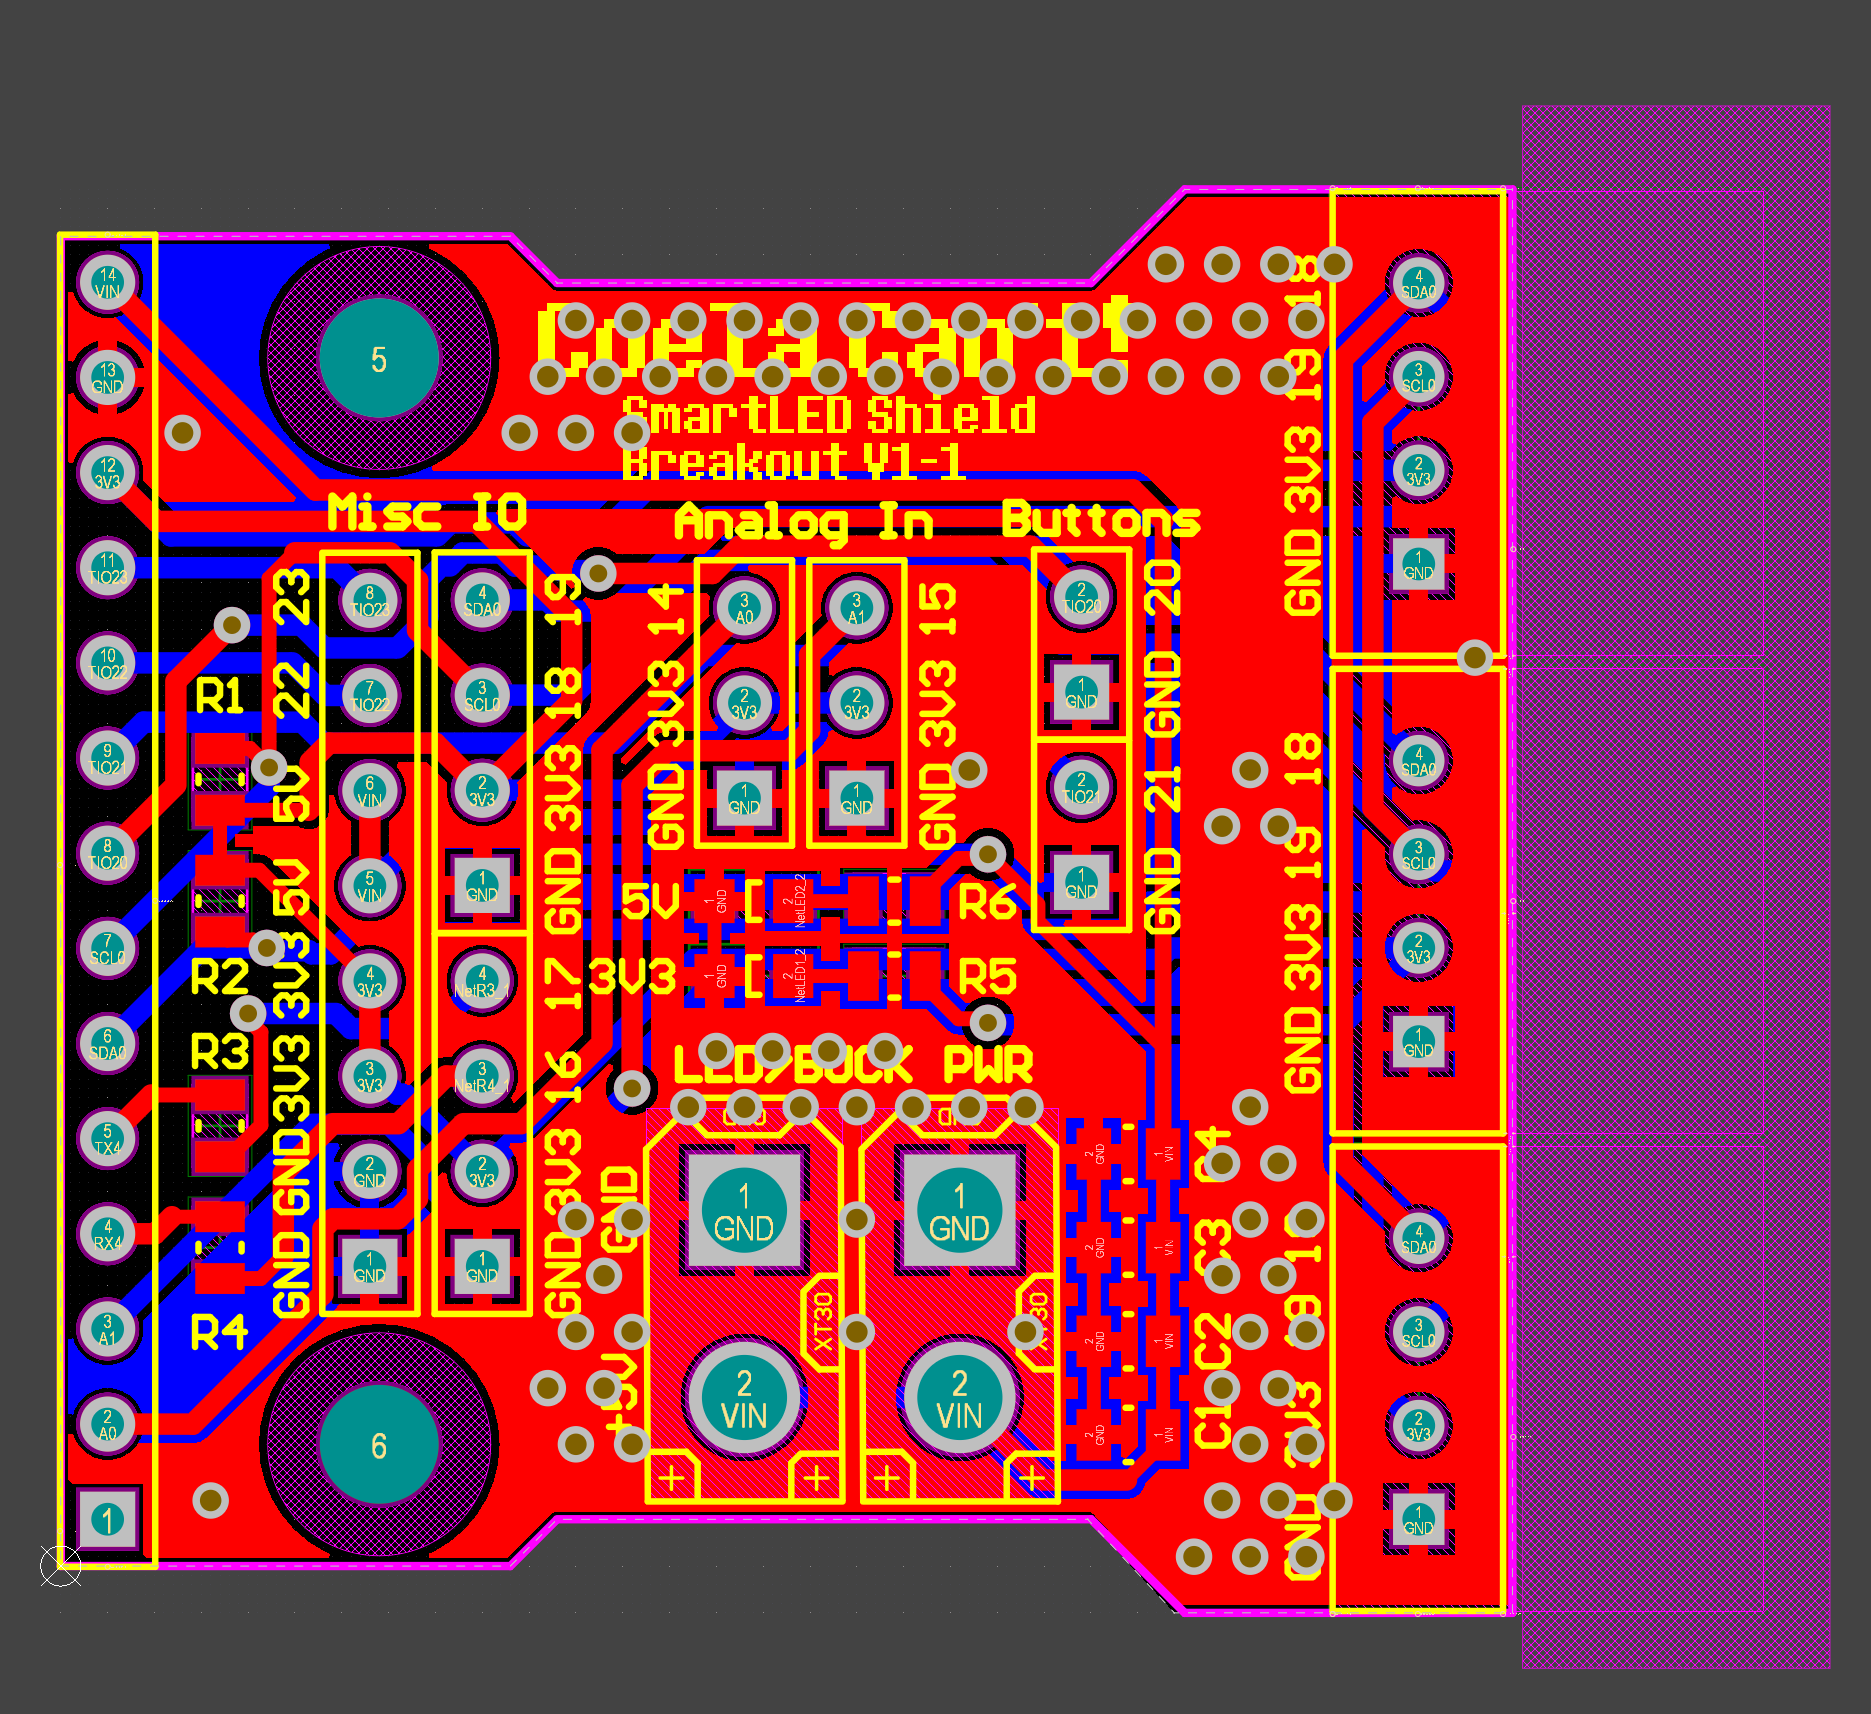 Coela Can't!
SmartLED Shield
Breakout V1-1
Misc IO
Analog In
Buttons
14
VIN
13
GND
12
3V3
11
TIO23
10
TIO22
9
TIO21
8
TIO20
7
SCL0
6
SDA0
5
TX4
4
RX4
3
A1
2
A0
1
5
6
R1
R2
R3
R4
GND GND 3V3 3V3 5V 5V 22 23
8
TIO23
7
TIO22
6
VIN
5
VIN
4
3V3
3
3V3
2
GND
1
GND
4
SDA0
3
SCL0
2
3V3
1
GND
4
NetR3_1
3
NetR4_1
2
3V3
1
GND
GND 3V3 18 19
GND 3V3 16 17
GND 3V3 14
3
A0
2
3V3
1
GND
3
A1
2
3V3
1
GND
GND 3V3 15
2
TIO20
1
GND
2
TIO21
1
GND
GND 20
GND 21
5V
1
GND
2
NetLED2_2
R6
3V3
1
GND
2
NetLED1_2
R5
LED/BUCK PWR
GND
+5V
GND
1
GND
2
VIN
XT30
+ +
GND
1
GND
2
VIN
XT30
+ +
2
GND
1
VIN
C4
2
GND
1
VIN
C3
2
GND
1
VIN
C2
2
GND
1
VIN
C1
GND 3V3 19 18
4
SDA0
3
SCL0
2
3V3
1
GND
GND 3V3 19 18
4
SDA0
3
SCL0
2
3V3
1
GND
GND 3V3 19
4
SDA0
3
SCL0
2
3V3
1
GND